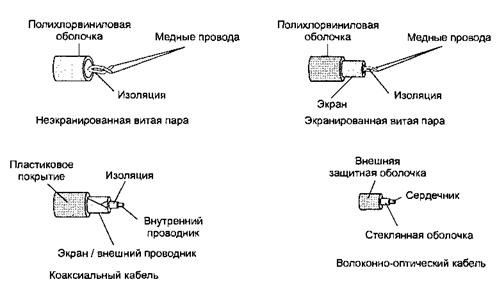 Полихлорвиниловая
оболочка
Медные провода
Изоляция
Неэкранированная витая пара
Полихлорвиниловая
оболочка
Медные провода
Экран
Изоляция
Экранированная витая пара
Пластиковое
покрытие
Изоляция
Внутренний
проводник
Экран / внешний проводник
Коаксиальный кабель
Внешняя
защитная оболочка
Сердечник
Стеклянная оболочка
Волоконно-оптический кабель